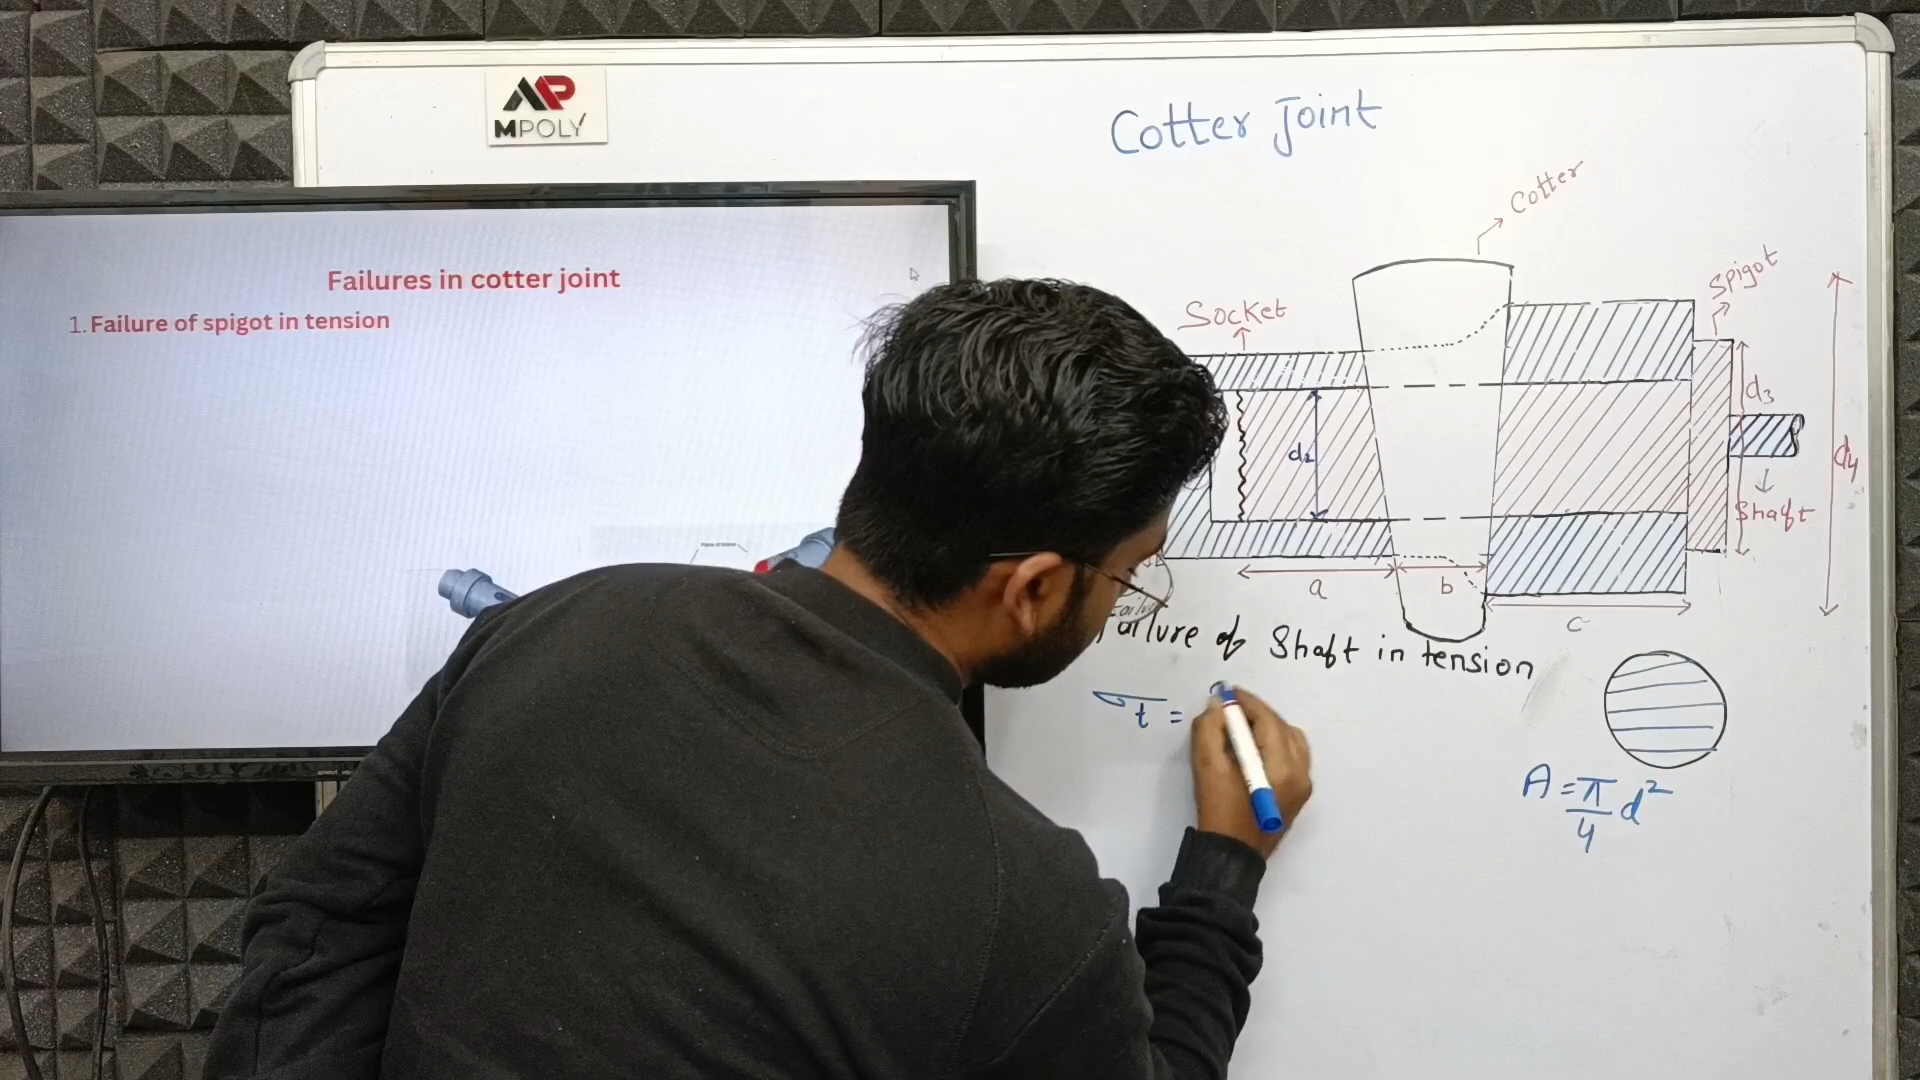 MPOLY
Cotter Joint
Failures in cotter joint
1. Failure of spigot in tension
Cotter
Spigot
Socket
d3
d2
d4
Shaft
a
b
c
Failure of Shaft in tension
σt =
A = π/4 d²